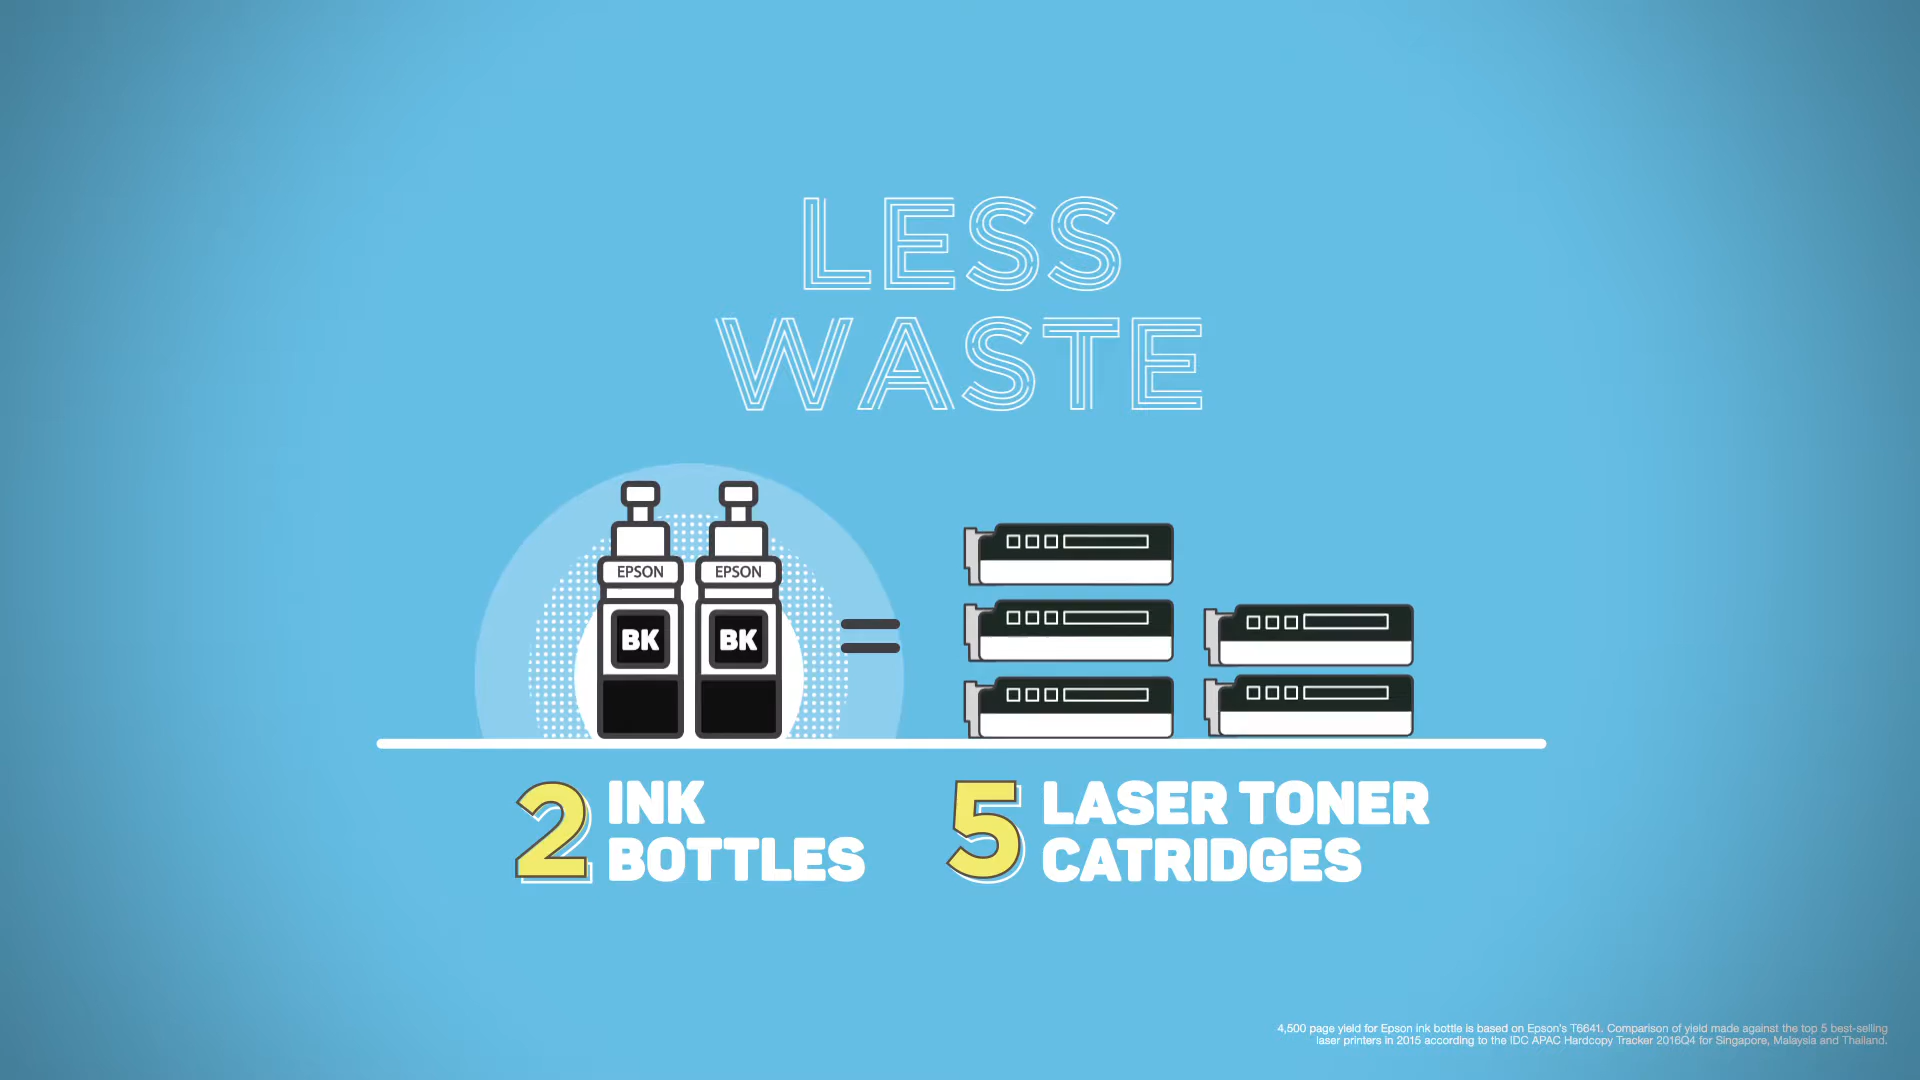 LESS
WASTE
EPSON
EPSON
BK
BK
2 INK
BOTTLES
5 LASER TONER
CATRIDGES
4,500 page yield for Epson ink bottle is based on Epson's T6641. Comparison of yield made against the top 5 best-selling
laser printers in 2015 according to the IDC APAC Hardcopy Tracker 2016Q4 for Singapore, Malaysia and Thailand.